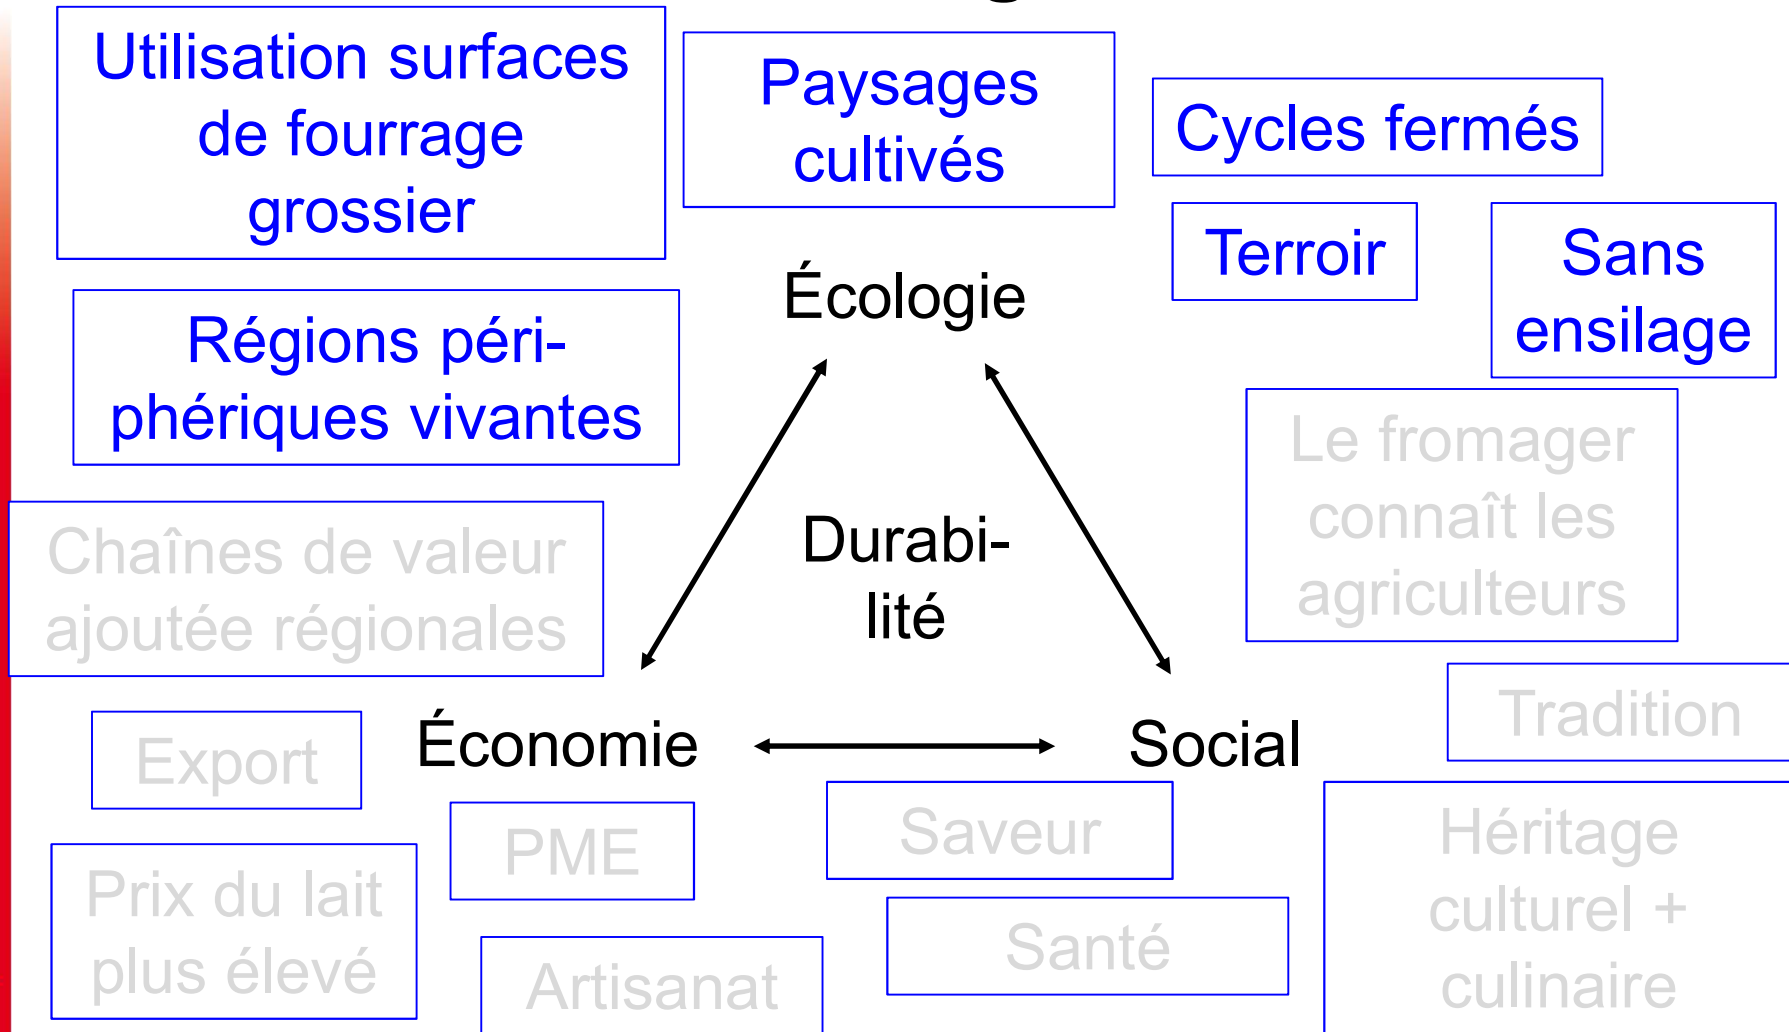 Utilisation surfaces
de fourrage
grossier
Paysages
cultivés
Cycles fermés
Terroir
Sans
ensilage
Écologie
Régions péri-
phériques vivantes
Le fromager
connaît les
agriculteurs
Chaînes de valeur
ajoutée régionales
Durabi-
lité
Tradition
Export
Économie
Social
PME
Saveur
Héritage
culturel +
culinaire
Prix du lait
plus élevé
Santé
Artisanat